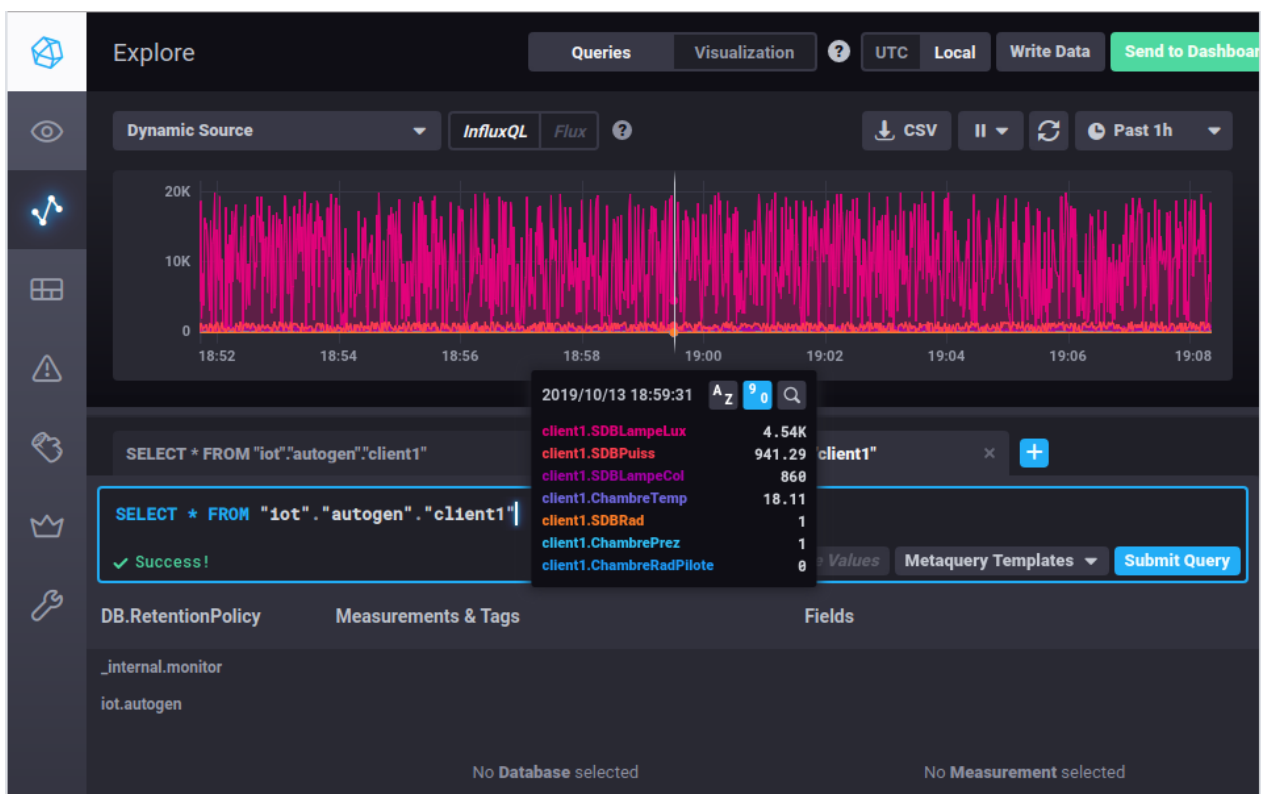 Explore
Queries
Visualization
?
UTC
Local
Write Data
Send to Dashboar
Dynamic Source
InfluxQL
Flux
?
CSV
Past 1h
20K
10K
0
18:52
18:54
18:56
18:58
19:00
19:02
19:04
19:06
19:08
2019/10/13 18:59:31
A Z
9 0
client1.SDBLampeLux 4.54K
client1.SDBPuiss 941.29
client1.SDBLampeCol 860
client1.ChambreTemp 18.11
client1.SDBRad 1
client1.ChambrePrez 1
client1.ChambreRadPilote 0
SELECT * FROM "iot"."autogen"."client1"
client1"
×
+
SELECT * FROM "iot"."autogen"."client1"
Success!
Values
Metaquery Templates
Submit Query
DB.RetentionPolicy
Measurements & Tags
Fields
_internal.monitor
iot.autogen
No Database selected
No Measurement selected